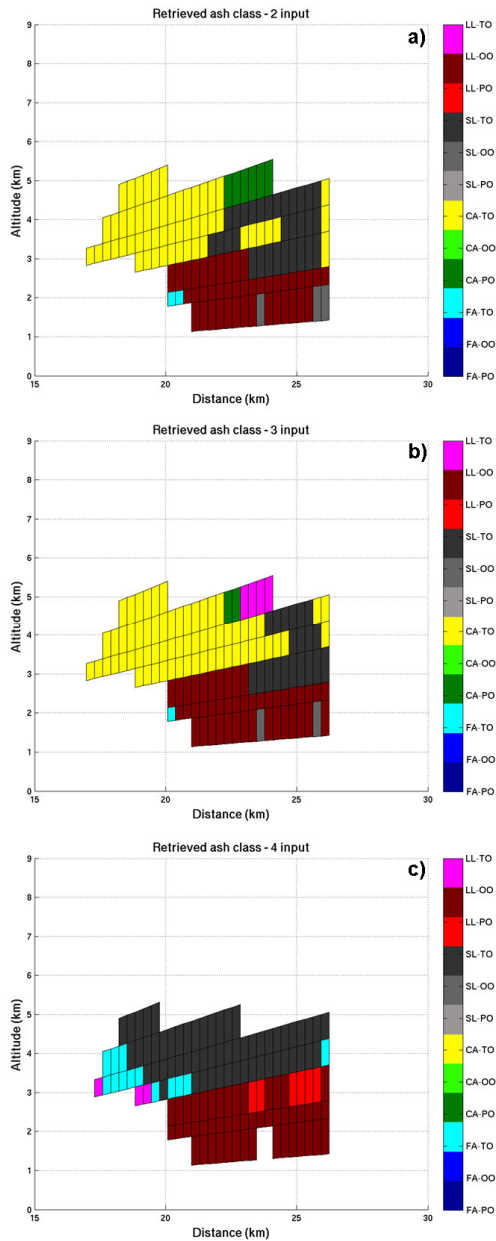 Retrieved ash class - 2 input
a)
9
8
7
6
5
4
3
2
1
0
Altitude (km)
15
20
25
30
Distance (km)
LL-TO
LL-OO
LL-PO
SL-TO
SL-OO
SL-PO
CA-TO
CA-OO
CA-PO
FA-TO
FA-OO
FA-PO
Retrieved ash class - 3 input
b)
9
8
7
6
5
4
3
2
1
0
Altitude (km)
15
20
25
30
Distance (km)
LL-TO
LL-OO
LL-PO
SL-TO
SL-OO
SL-PO
CA-TO
CA-OO
CA-PO
FA-TO
FA-OO
FA-PO
Retrieved ash class - 4 input
c)
9
8
7
6
5
4
3
2
1
0
Altitude (km)
15
20
25
30
Distance (km)
LL-TO
LL-OO
LL-PO
SL-TO
SL-OO
SL-PO
CA-TO
CA-OO
CA-PO
FA-TO
FA-OO
FA-PO